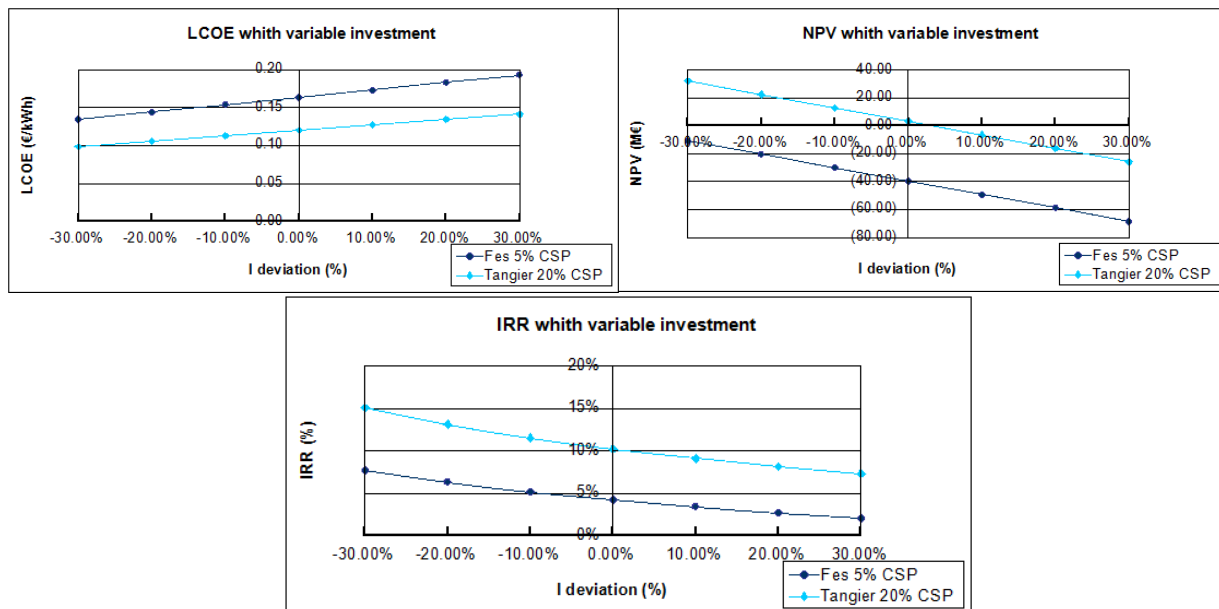 LCOE whith variable investment
0.20
0.15
0.10
0.05
0.00
LCOE (€/kWh)
-30.00% -20.00% -10.00% 0.00% 10.00% 20.00% 30.00%
I deviation (%)
Fes 5% CSP
Tangier 20% CSP
NPV whith variable investment
40.00
20.00
0.00
-30.00% -20.00% -10.00% 0.00% 10.00% 20.00% 30.00%
(20.00)
(40.00)
(60.00)
(80.00)
NPV (M€)
I deviation (%)
Fes 5% CSP
Tangier 20% CSP
IRR whith variable investment
20%
15%
10%
5%
0%
IRR (%)
-30.00% -20.00% -10.00% 0.00% 10.00% 20.00% 30.00%
I deviation (%)
Fes 5% CSP
Tangier 20% CSP